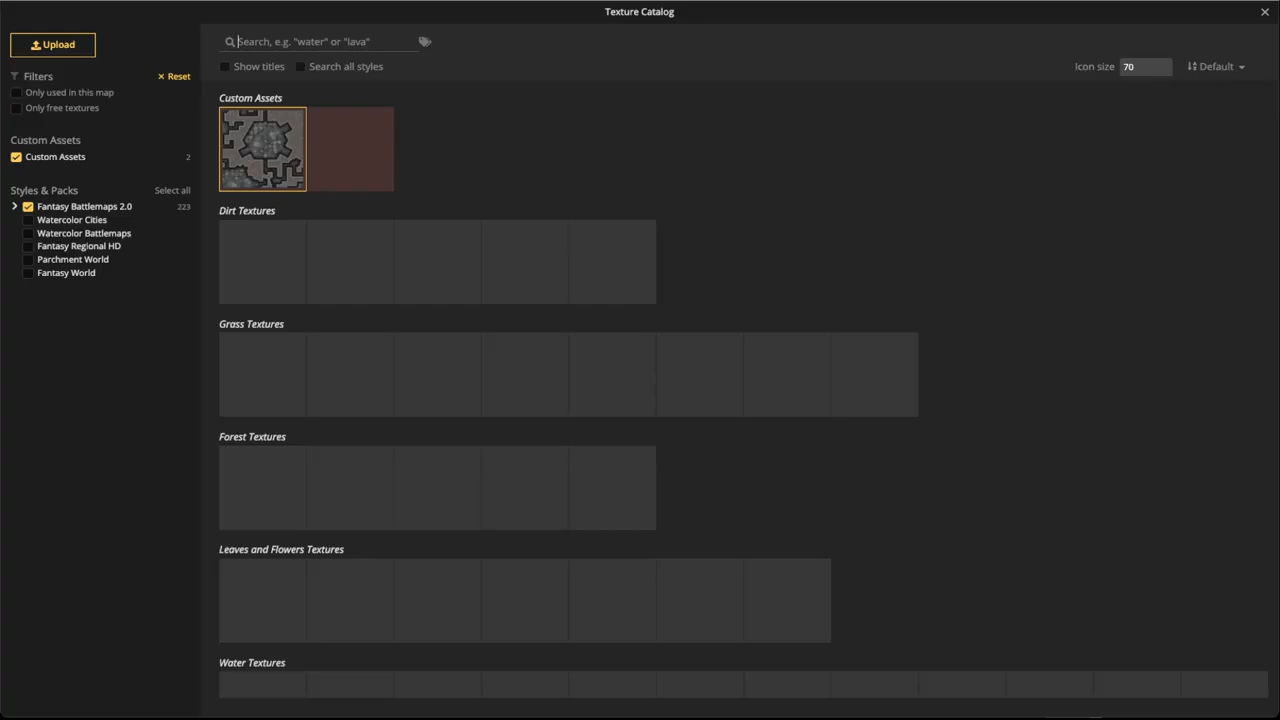 Texture Catalog
Upload
Search, e.g. "water" or "lava"
Show titles
Search all styles
Icon size
70
Default
Filters
Reset
Only used in this map
Only free textures
Custom Assets
Custom Assets
2
Styles & Packs
Select all
Fantasy Battlemaps 2.0
223
Watercolor Cities
Watercolor Battlemaps
Fantasy Regional HD
Parchment World
Fantasy World
Custom Assets
Dirt Textures
Grass Textures
Forest Textures
Leaves and Flowers Textures
Water Textures